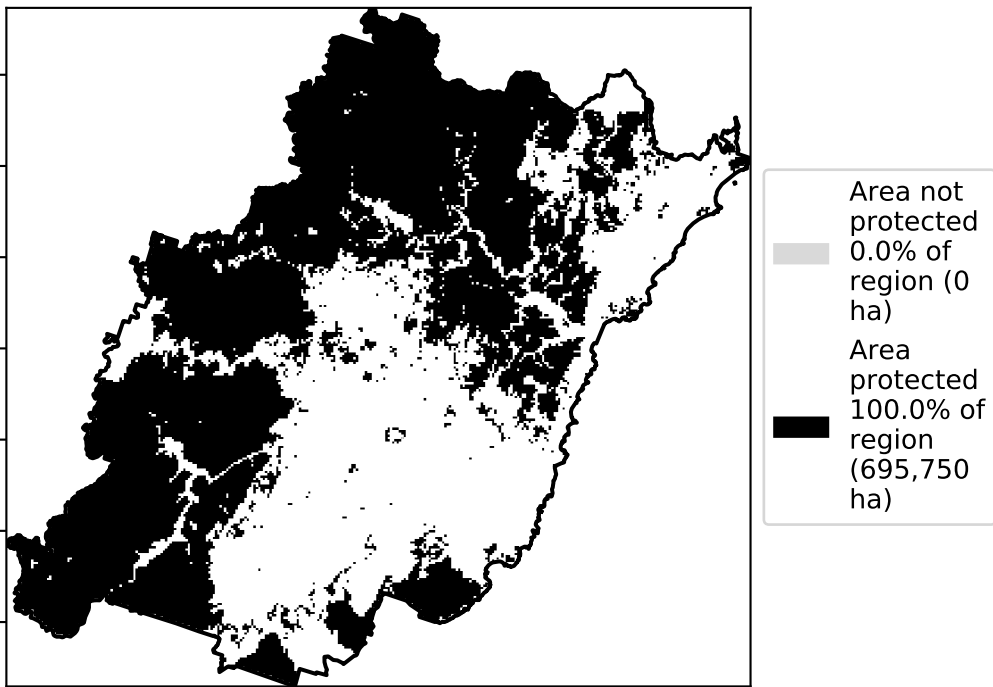 Area not
protected
0.0% of
region (0
ha)
Area
protected
100.0% of
region
(695,750
ha)